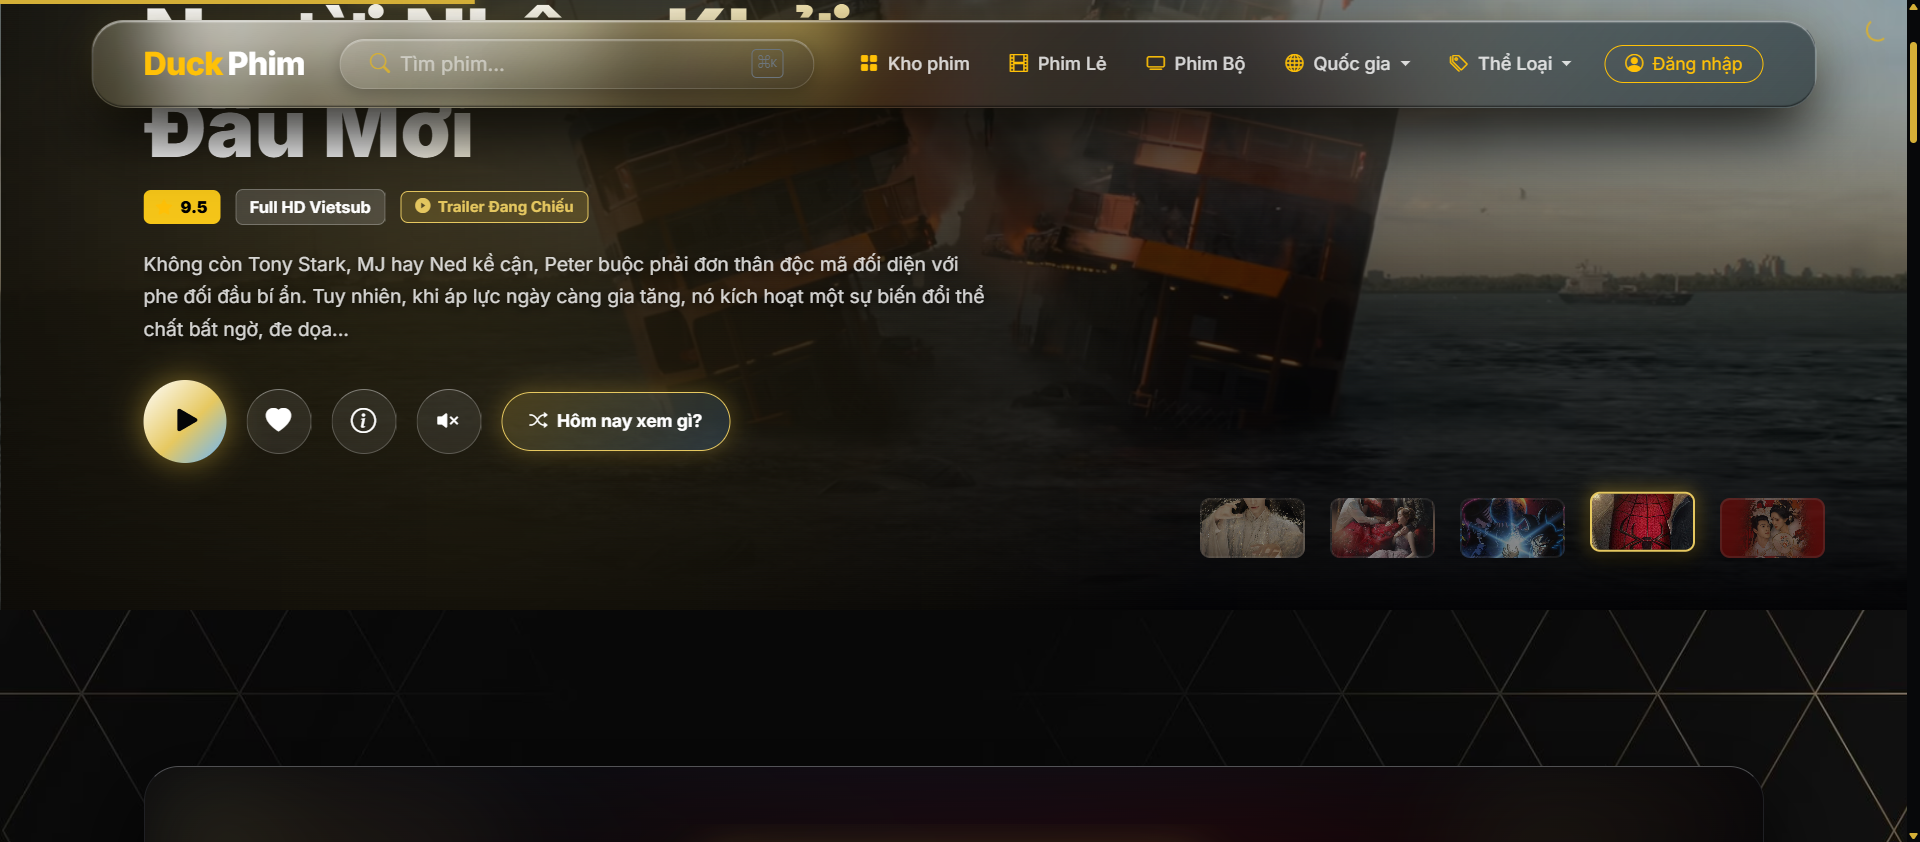 Duck Phim
Tìm phim...
⌘K
Kho phim
Phim Lẻ
Phim Bộ
Quốc gia
Thể Loại
Đăng nhập
Đầu Mới
9.5
Full HD Vietsub
Trailer Đang Chiếu
Không còn Tony Stark, MJ hay Ned kề cận, Peter buộc phải đơn thân độc mã đối diện với
phe đối đầu bí ẩn. Tuy nhiên, khi áp lực ngày càng gia tăng, nó kích hoạt một sự biến đổi thể
chất bất ngờ, đe dọa...
Hôm nay xem gì?